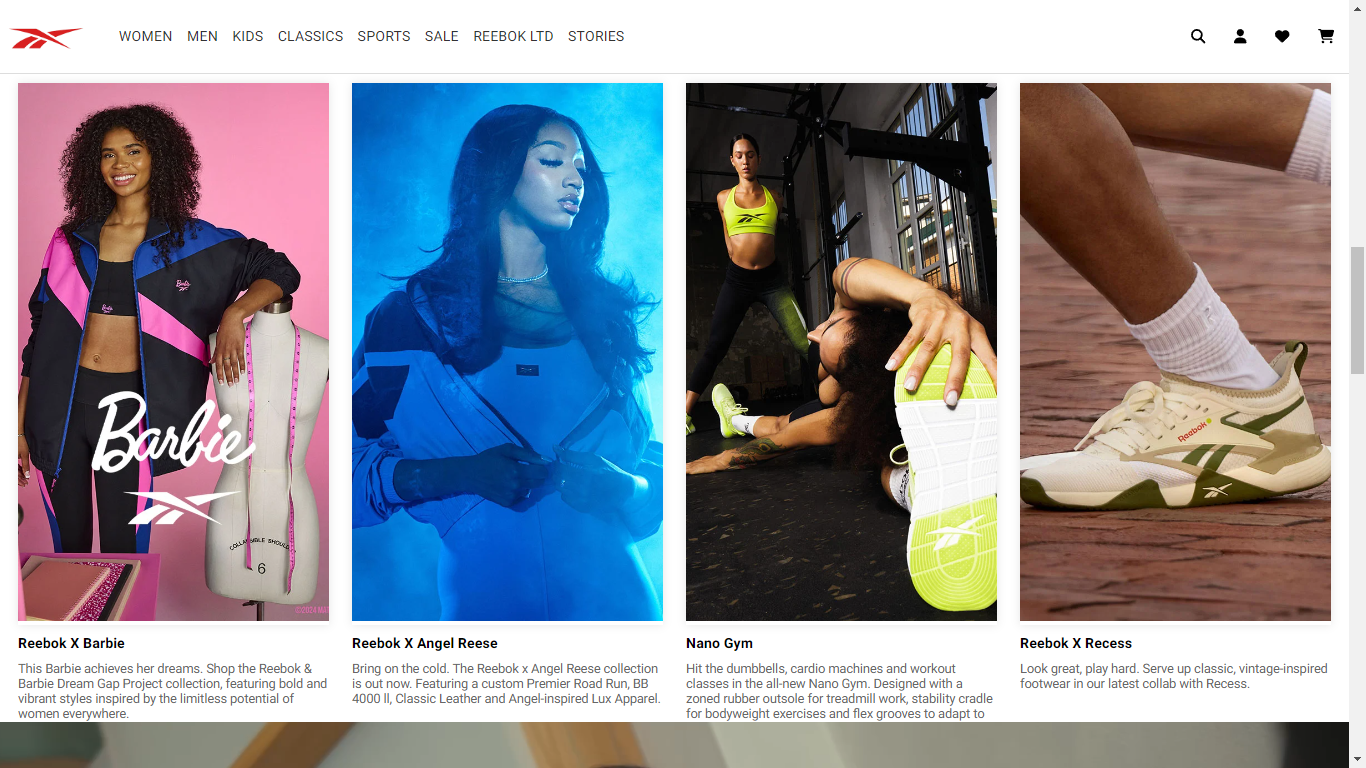 WOMEN MEN KIDS CLASSICS SPORTS SALE REEBOK LTD STORIES
Barbie
Barbie
Barbie
COLLAPSIBLE SHOUL
6
Reebok
Reebok X Barbie
This Barbie achieves her dreams. Shop the Reebok &
Barbie Dream Gap Project collection, featuring bold and
vibrant styles inspired by the limitless potential of
women everywhere.
Reebok X Angel Reese
Bring on the cold. The Reebok x Angel Reese collection
is out now. Featuring a custom Premier Road Run, BB
4000 ll, Classic Leather and Angel-inspired Lux Apparel.
Nano Gym
Hit the dumbbells, cardio machines and workout
classes in the all-new Nano Gym. Designed with a
zoned rubber outsole for treadmill work, stability cradle
for bodyweight exercises and flex grooves to adapt to
Reebok X Recess
Look great, play hard. Serve up classic, vintage-inspired
footwear in our latest collab with Recess.